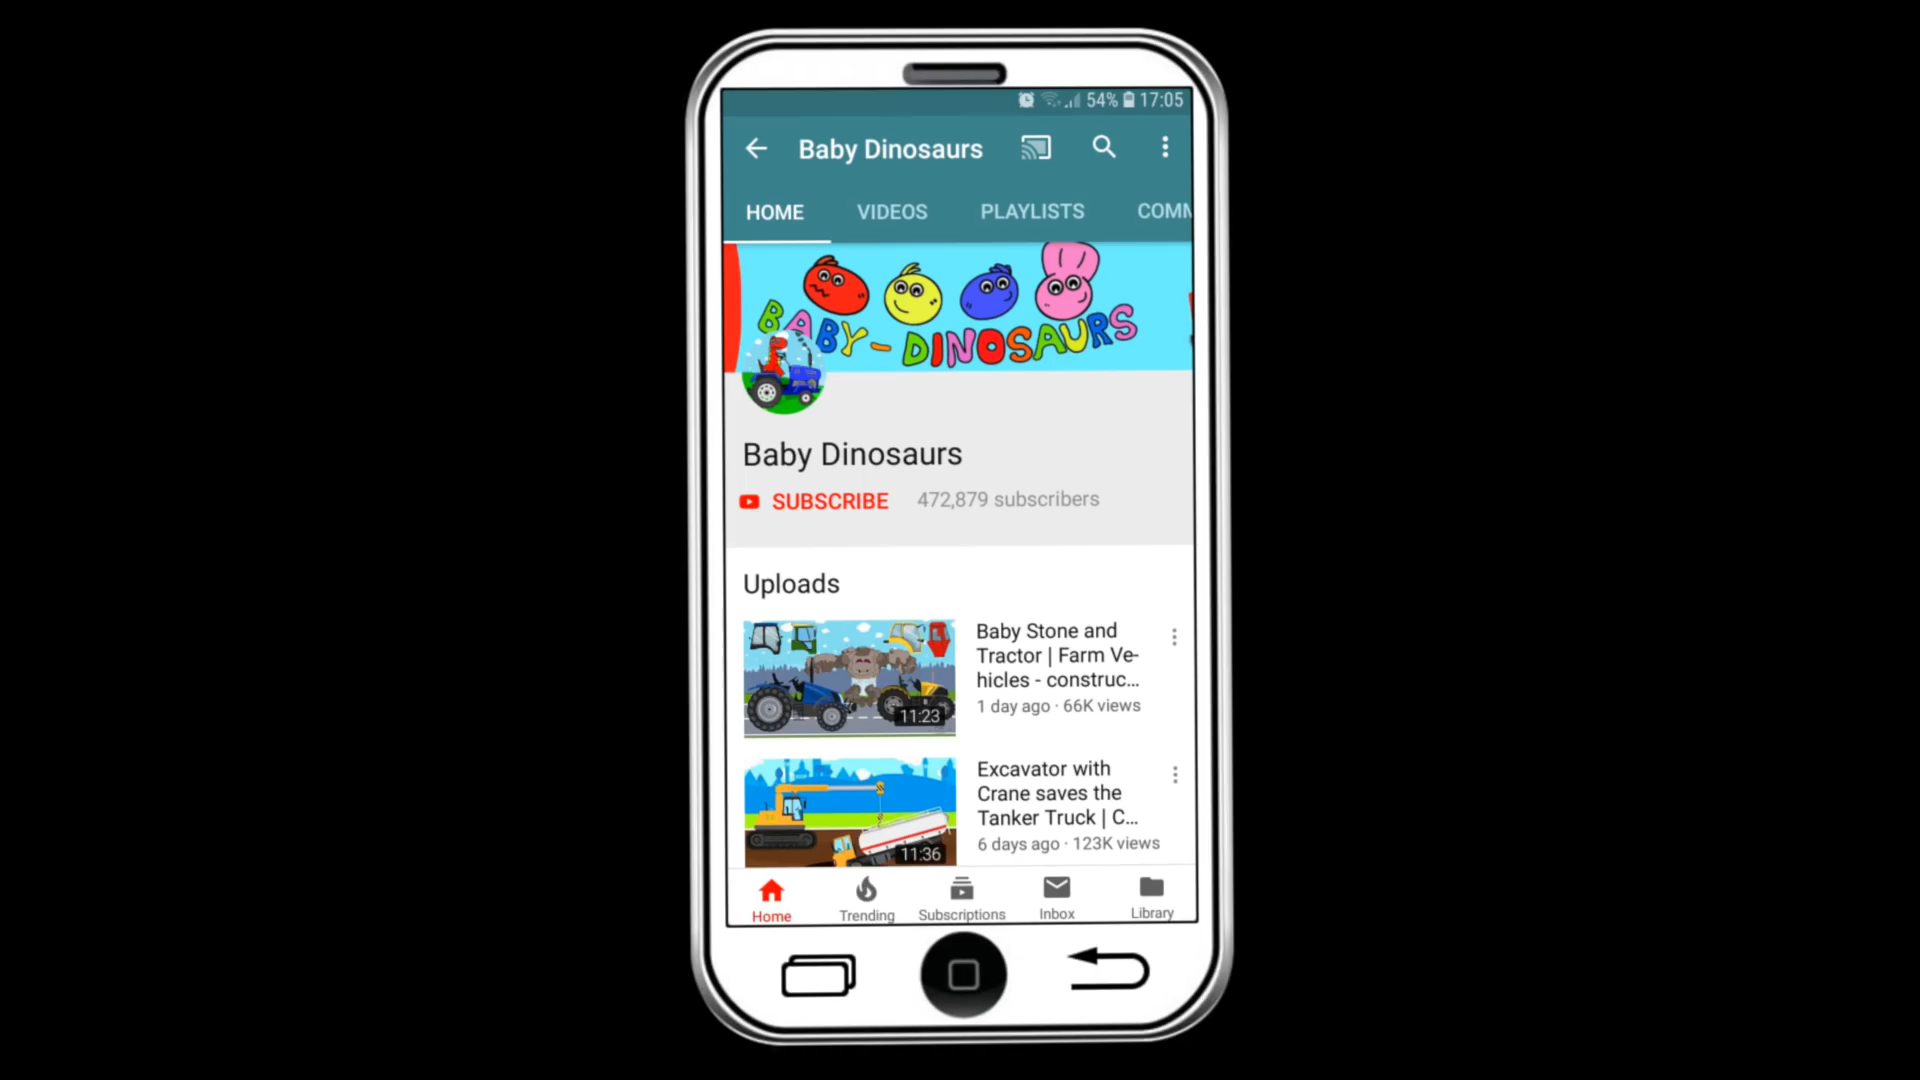 54% 17:05
Baby Dinosaurs
HOME VIDEOS PLAYLISTS COMM
BABY-DINOSAURS
Baby Dinosaurs
SUBSCRIBE 472,879 subscribers
Uploads
Baby Stone and
Tractor | Farm Ve-
hicles - construc...
1 day ago · 66K views
11:23
Excavator with
Crane saves the
Tanker Truck | C...
6 days ago · 123K views
11:36
Home Trending Subscriptions Inbox Library